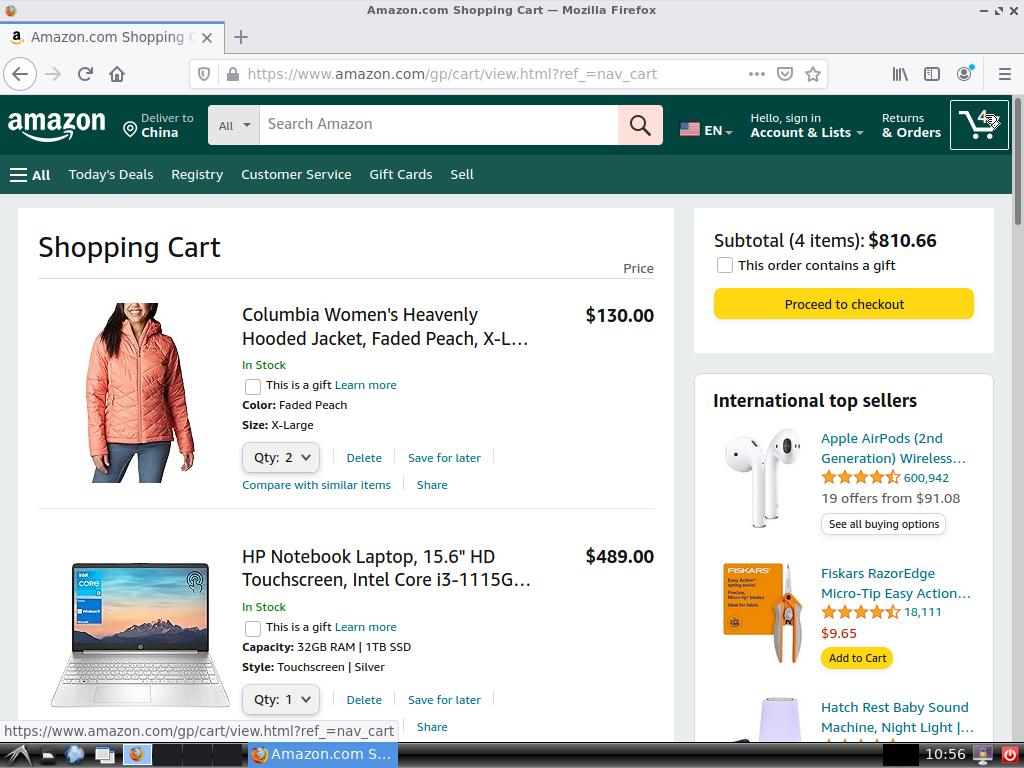 Amazon.com Shopping Cart — Mozilla Firefox
Amazon.com Shopping C
https://www.amazon.com/gp/cart/view.html?ref_=nav_cart
amazon
Deliver to
China
All
Search Amazon
EN
Hello, sign in
Account & Lists
Returns
& Orders
4
All
Today's Deals
Registry
Customer Service
Gift Cards
Sell
Shopping Cart
Price
Columbia Women's Heavenly
Hooded Jacket, Faded Peach, X-L…
$130.00
In Stock
This is a gift Learn more
Color: Faded Peach
Size: X-Large
Qty: 2
Delete
Save for later
Compare with similar items
Share
HP Notebook Laptop, 15.6" HD
Touchscreen, Intel Core i3-1115G…
$489.00
In Stock
This is a gift Learn more
Capacity: 32GB RAM | 1TB SSD
Style: Touchscreen | Silver
Qty: 1
Delete
Save for later
Share
Subtotal (4 items): $810.66
This order contains a gift
Proceed to checkout
International top sellers
Apple AirPods (2nd
Generation) Wireless…
600,942
19 offers from $91.08
See all buying options
FISKARS
Fiskars RazorEdge
Micro-Tip Easy Action…
18,111
$9.65
Add to Cart
Hatch Rest Baby Sound
Machine, Night Light |…
https://www.amazon.com/gp/cart/view.html?ref_=nav_cart
Amazon.com S...
10:56